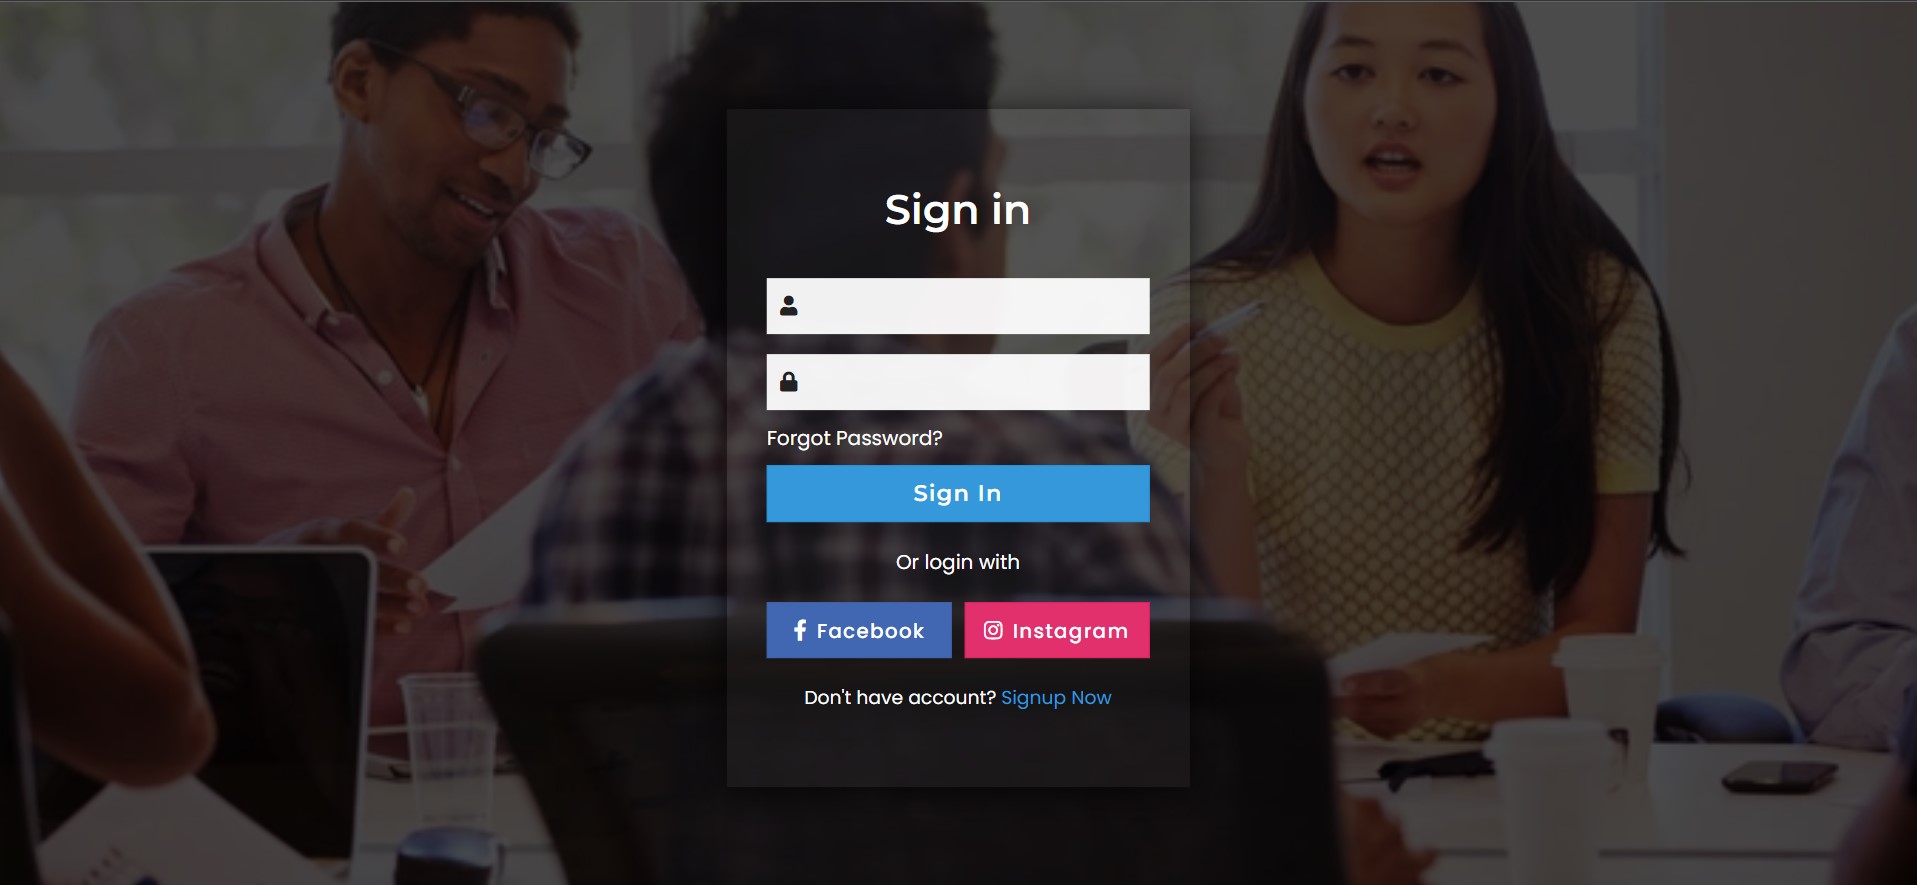 Sign in
Forgot Password?
Sign In
Or login with
Facebook Instagram
Don't have account? Signup Now